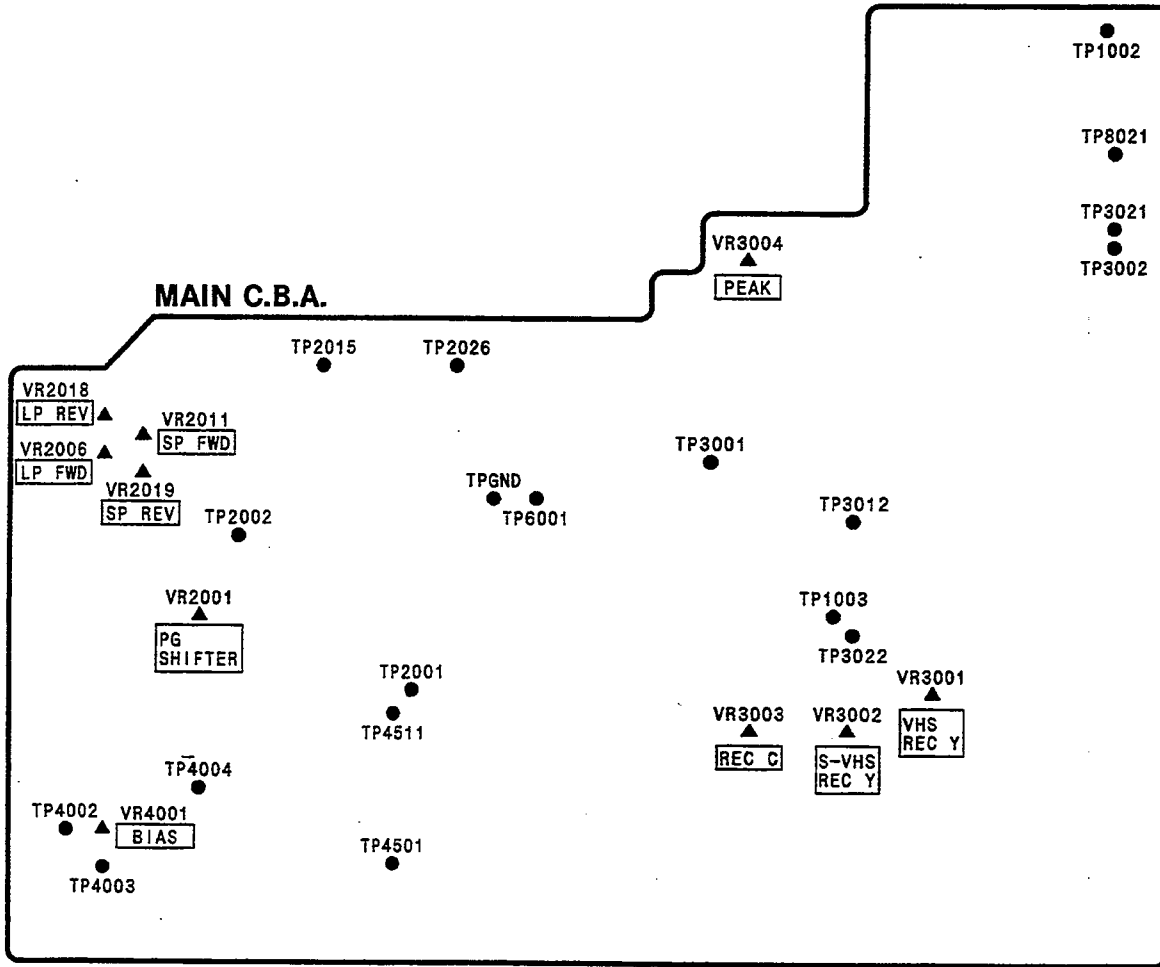 TP1002
TP8021
TP3021
TP3002
VR3004
PEAK
MAIN C.B.A.
TP2015
TP2026
VR2018
LP REV
VR2011
SP FWD
VR2006
LP FWD
VR2019
SP REV
TP3001
TPGND
TP6001
TP2002
TP3012
VR2001
PG
SHIFTER
TP1003
TP3022
TP2001
TP4511
VR3001
VHS
REC Y
VR3003
REC C
VR3002
S-VHS
REC Y
TP4004
TP4002
VR4001
BIAS
TP4003
TP4501